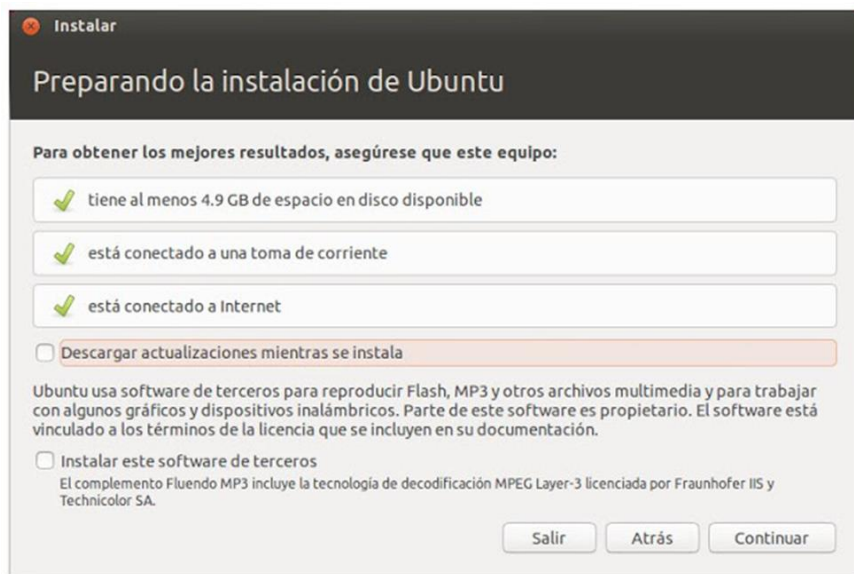 Instalar
Preparando la instalación de Ubuntu
Para obtener los mejores resultados, asegúrese que este equipo:
tiene al menos 4.9 GB de espacio en disco disponible
está conectado a una toma de corriente
está conectado a Internet
Descargar actualizaciones mientras se instala
Ubuntu usa software de terceros para reproducir Flash, MP3 y otros archivos multimedia y para trabajar
con algunos gráficos y dispositivos inalámbricos. Parte de este software es propietario. El software está
vinculado a los términos de la licencia que se incluyen en su documentación.
Instalar este software de terceros
El complemento Fluendo MP3 incluye la tecnología de decodificación MPEG Layer-3 licenciada por Fraunhofer IIS y
Technicolor SA.
Salir Atrás Continuar